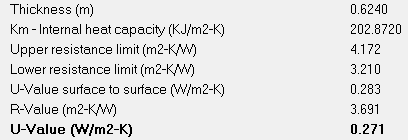 Thickness (m) 0.6240
Km - Internal heat capacity (KJ/m2-K) 202.8720
Upper resistance limit (m2-K/W) 4.172
Lower resistance limit (m2-K/W) 3.210
U-Value surface to surface (W/m2-K) 0.283
R-Value (m2-K/W) 3.691
U-Value (W/m2-K) 0.271